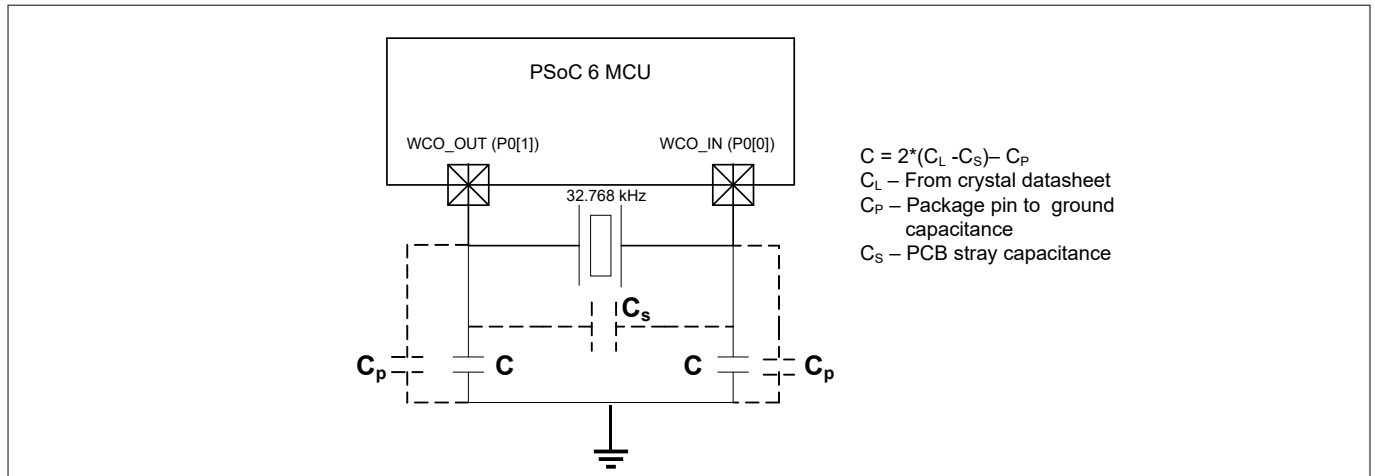 PSoC 6 MCU
WCO_OUT (P0[1])
WCO_IN (P0[0])
32.768 kHz
C = 2*(CL -CS)– CP
CL – From crystal datasheet
CP – Package pin to ground
capacitance
CS – PCB stray capacitance
Cs
Cp
C
C
Cp